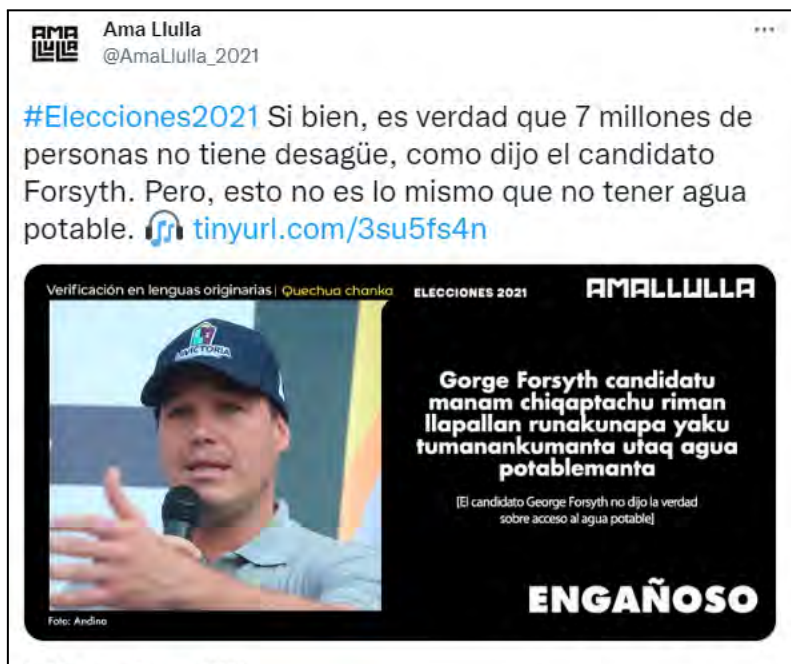 AMA LLULLA
Ama Llulla
@AmaLlulla_2021
#Elecciones2021 Si bien, es verdad que 7 millones de
personas no tiene desagüe, como dijo el candidato
Forsyth. Pero, esto no es lo mismo que no tener agua
potable. 🎧 tinyurl.com/3su5fs4n
Verificación en lenguas originarias | Quechua chanka
ELECCIONES 2021
AMALLULLA
LA VICTORIA
Gorge Forsyth candidatu
manam chiqaptachu riman
llapallan runakunapa yaku
tumanankumanta utaq agua
potablemanta
[El candidato George Forsyth no dijo la verdad
sobre acceso al agua potable]
ENGAÑOSO
Foto: Andina